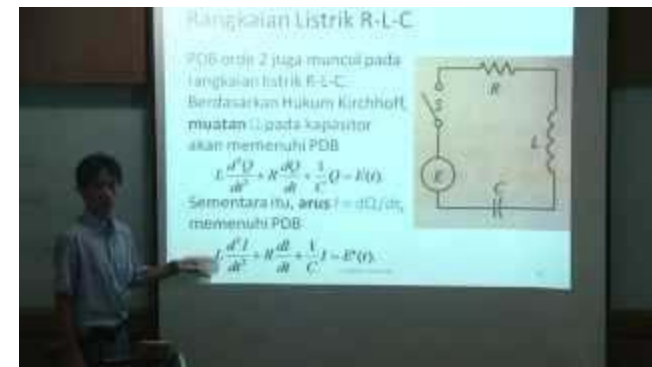 Rangkaian Listrik R-L-C
PDB orde 2 juga muncul pada
rangkaian listrik R-L-C.
Berdasarkan Hukum Kirchhoff,
muatan Q pada kapasitor
akan memenuhi PDB
L d²Q/dt² + R dQ/dt + 1/C Q = E(t).
Sementara itu, arus I = dQ/dt,
memenuhi PDB
L d²I/dt² + R dI/dt + 1/C I = E'(t).
R
S
L
E
C